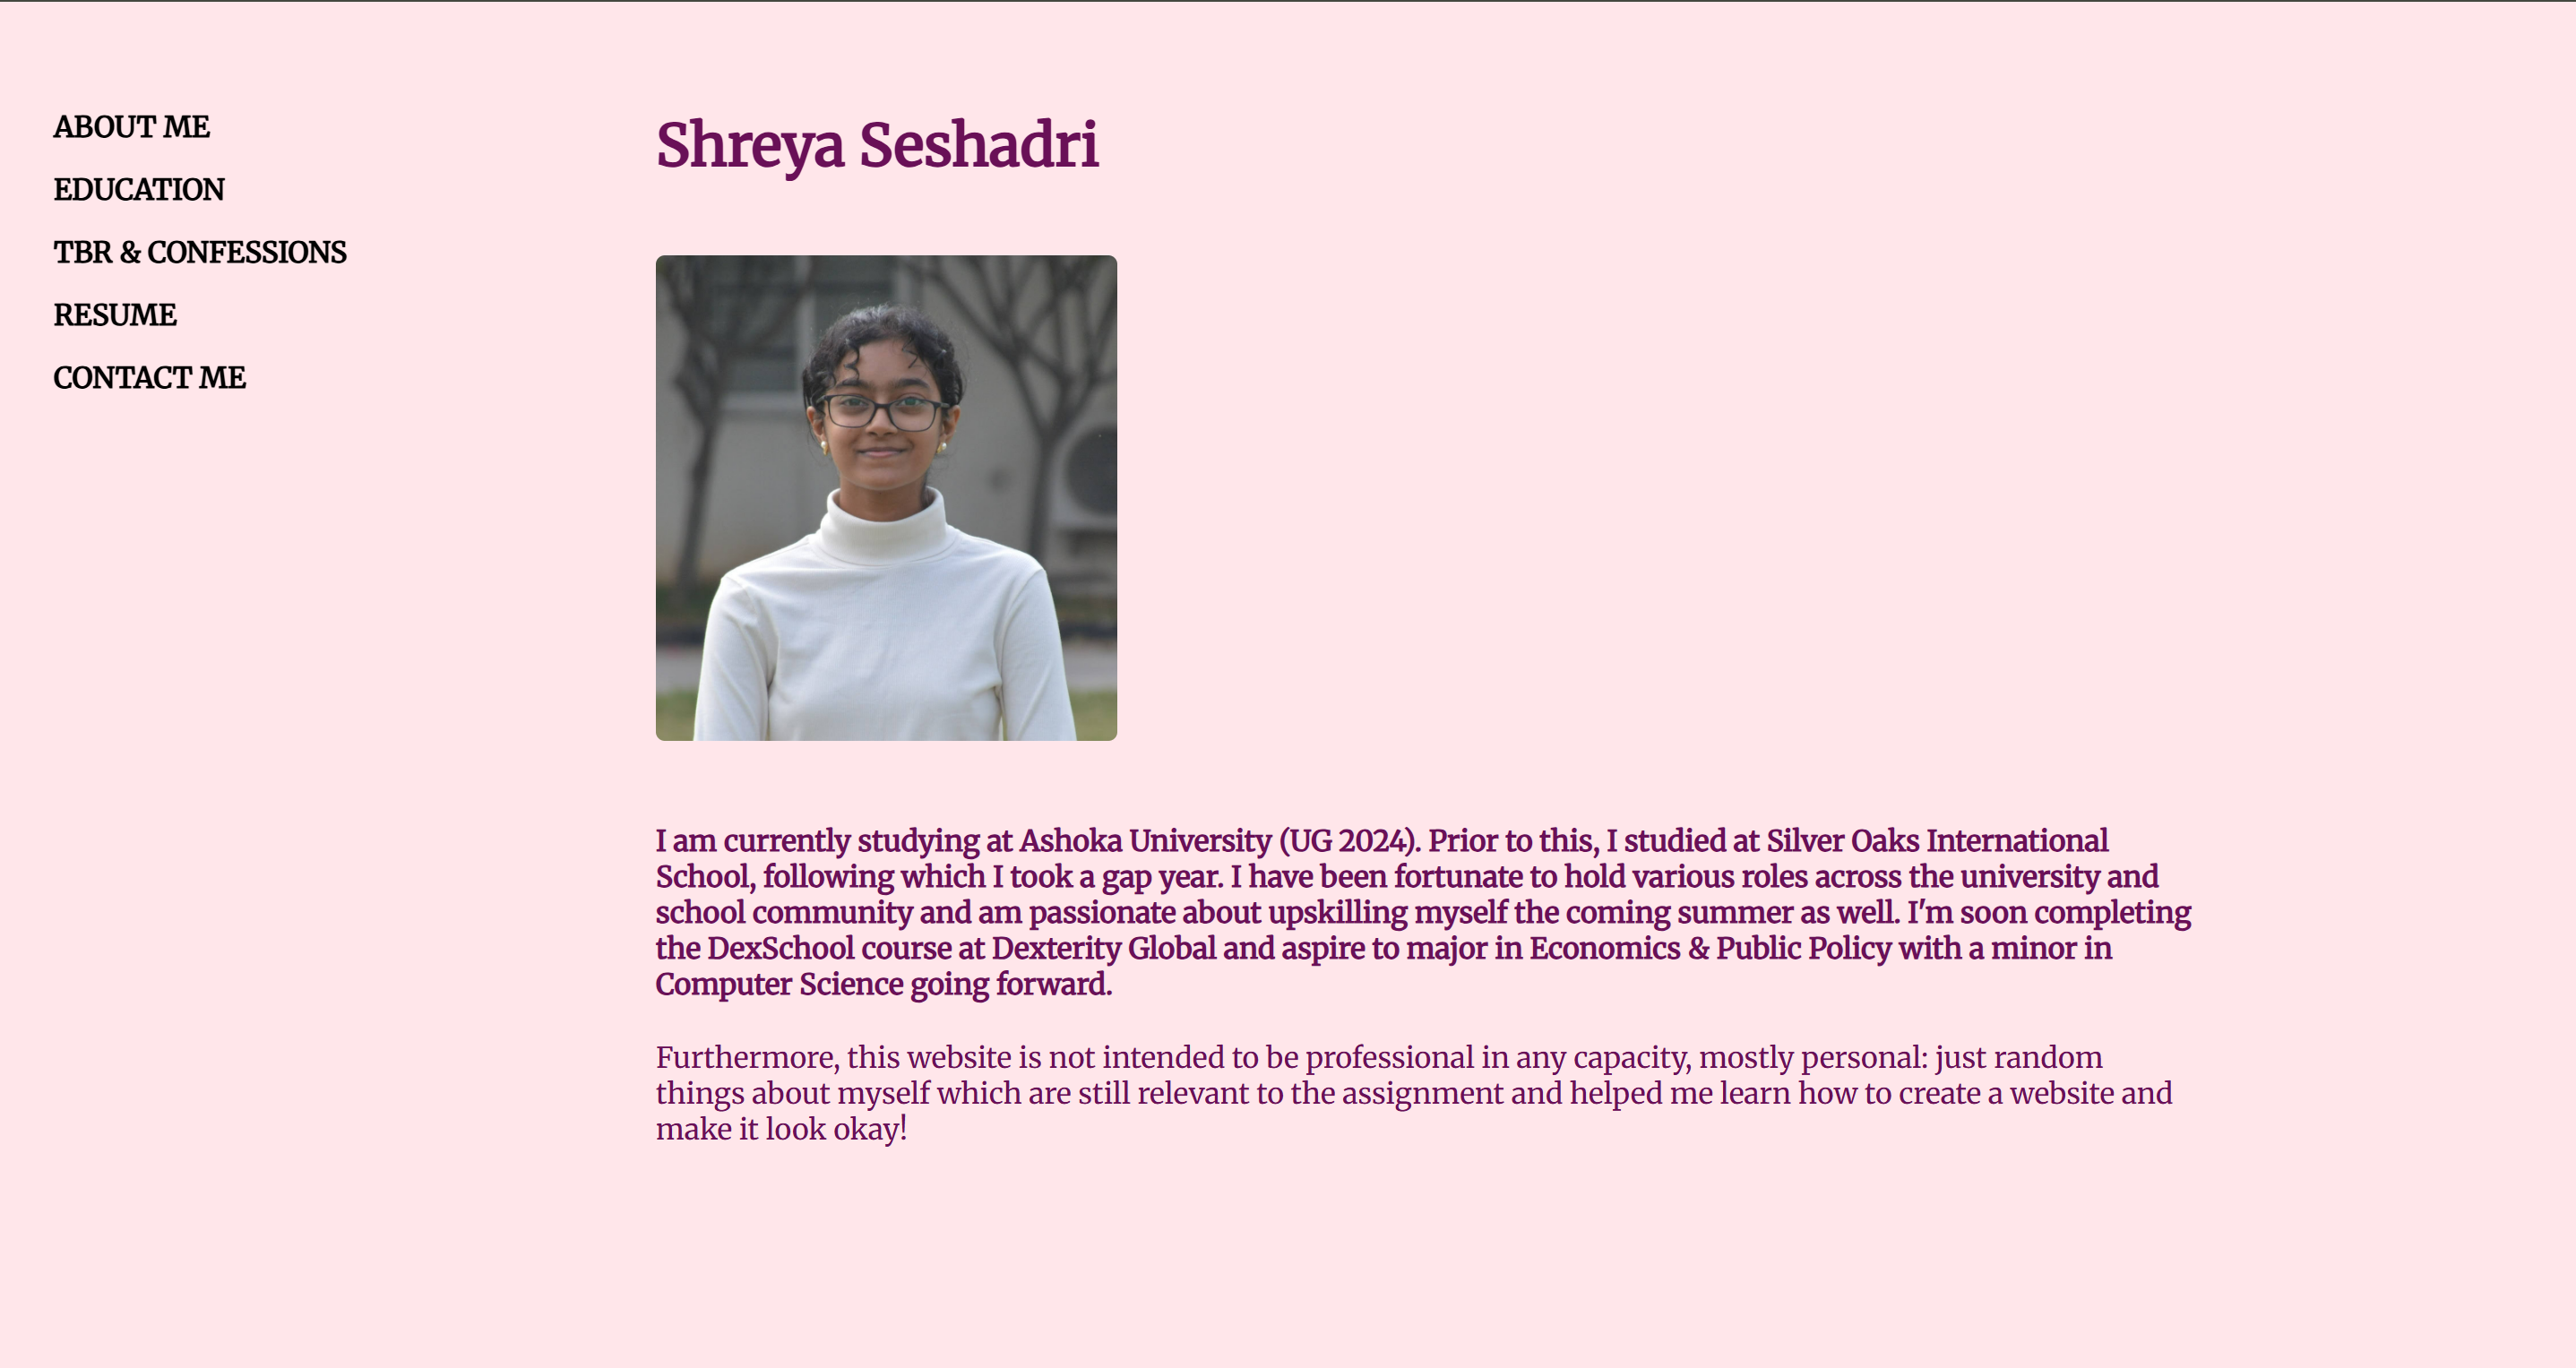 ABOUT ME
EDUCATION
TBR & CONFESSIONS
RESUME
CONTACT ME
Shreya Seshadri
I am currently studying at Ashoka University (UG 2024). Prior to this, I studied at Silver Oaks International
School, following which I took a gap year. I have been fortunate to hold various roles across the university and
school community and am passionate about upskilling myself the coming summer as well. I'm soon completing
the DexSchool course at Dexterity Global and aspire to major in Economics & Public Policy with a minor in
Computer Science going forward.
Furthermore, this website is not intended to be professional in any capacity, mostly personal: just random
things about myself which are still relevant to the assignment and helped me learn how to create a website and
make it look okay!